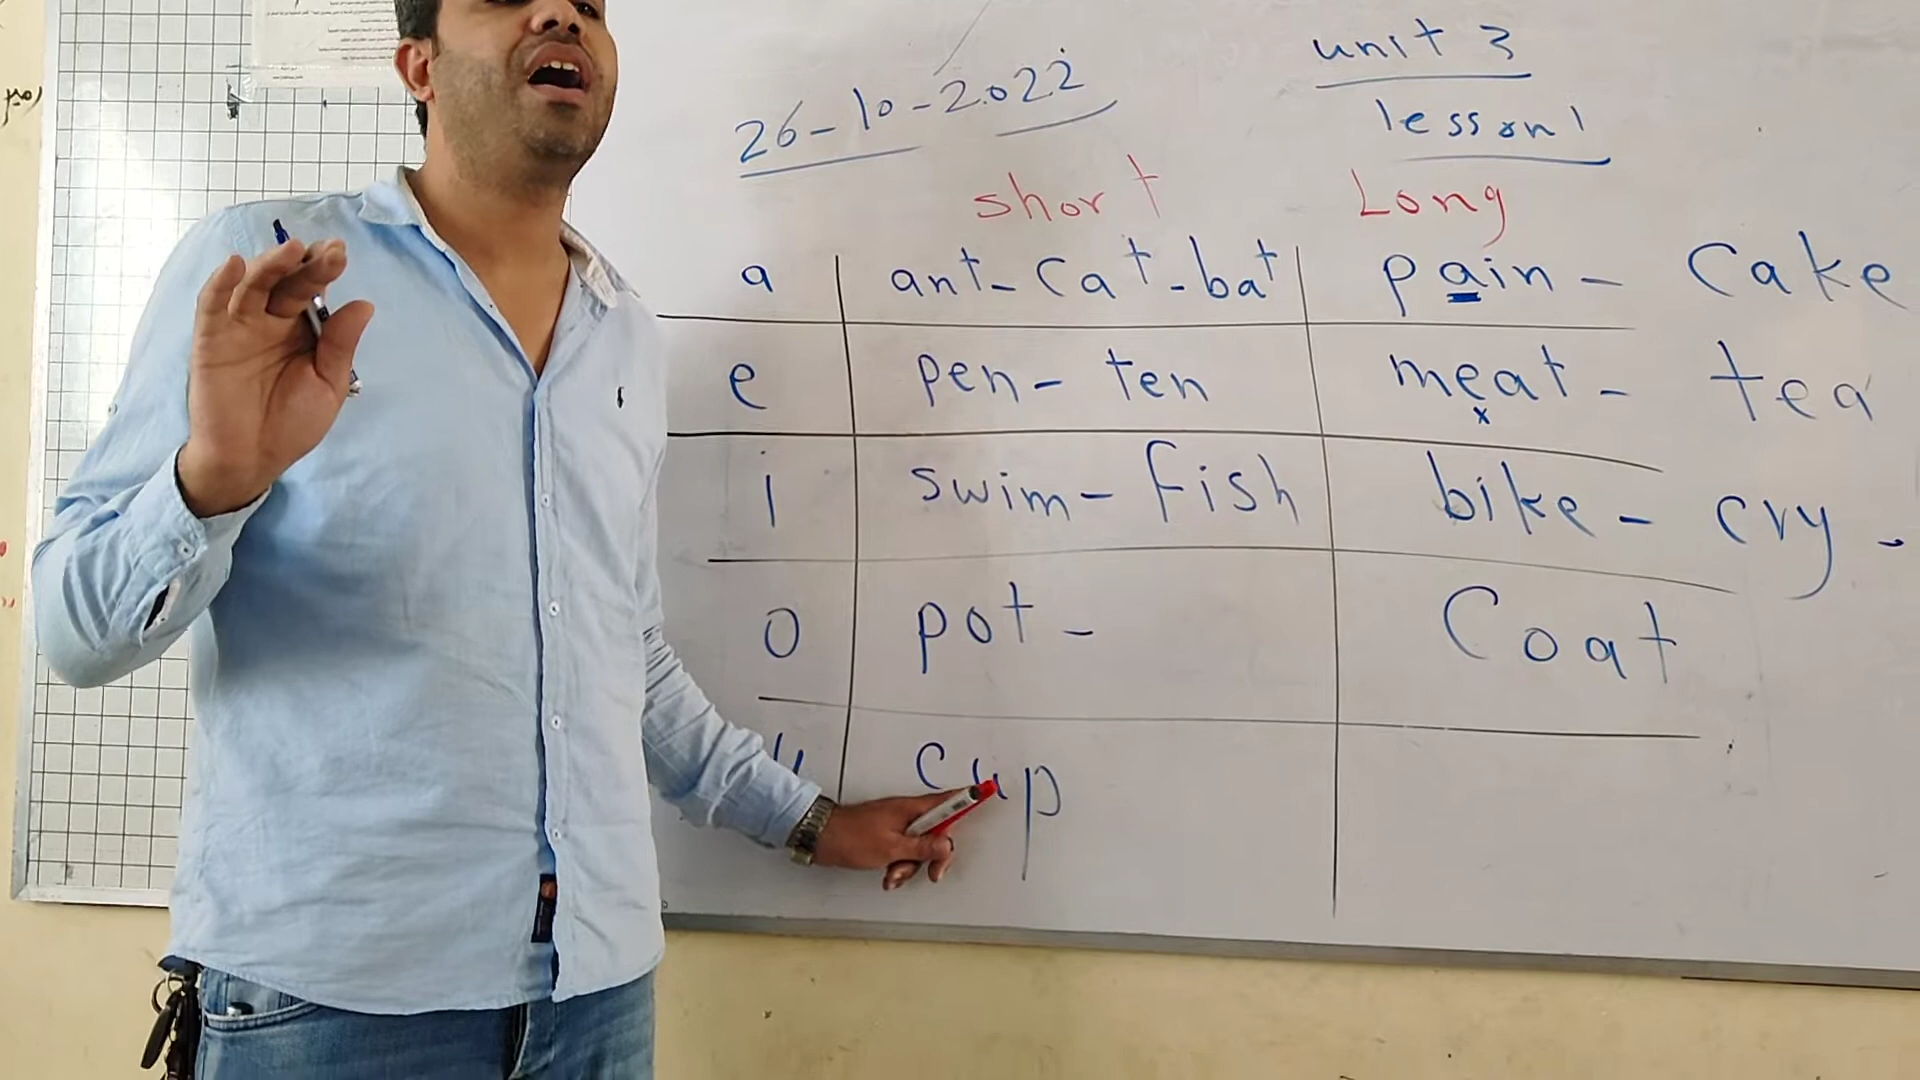 26-10-2022
unit 3
lesson 1
short Long
a ant-cat-bat pain - Cake
e pen - ten meat - tea
i swim - fish bike - cry -
o pot - Coat
u cup